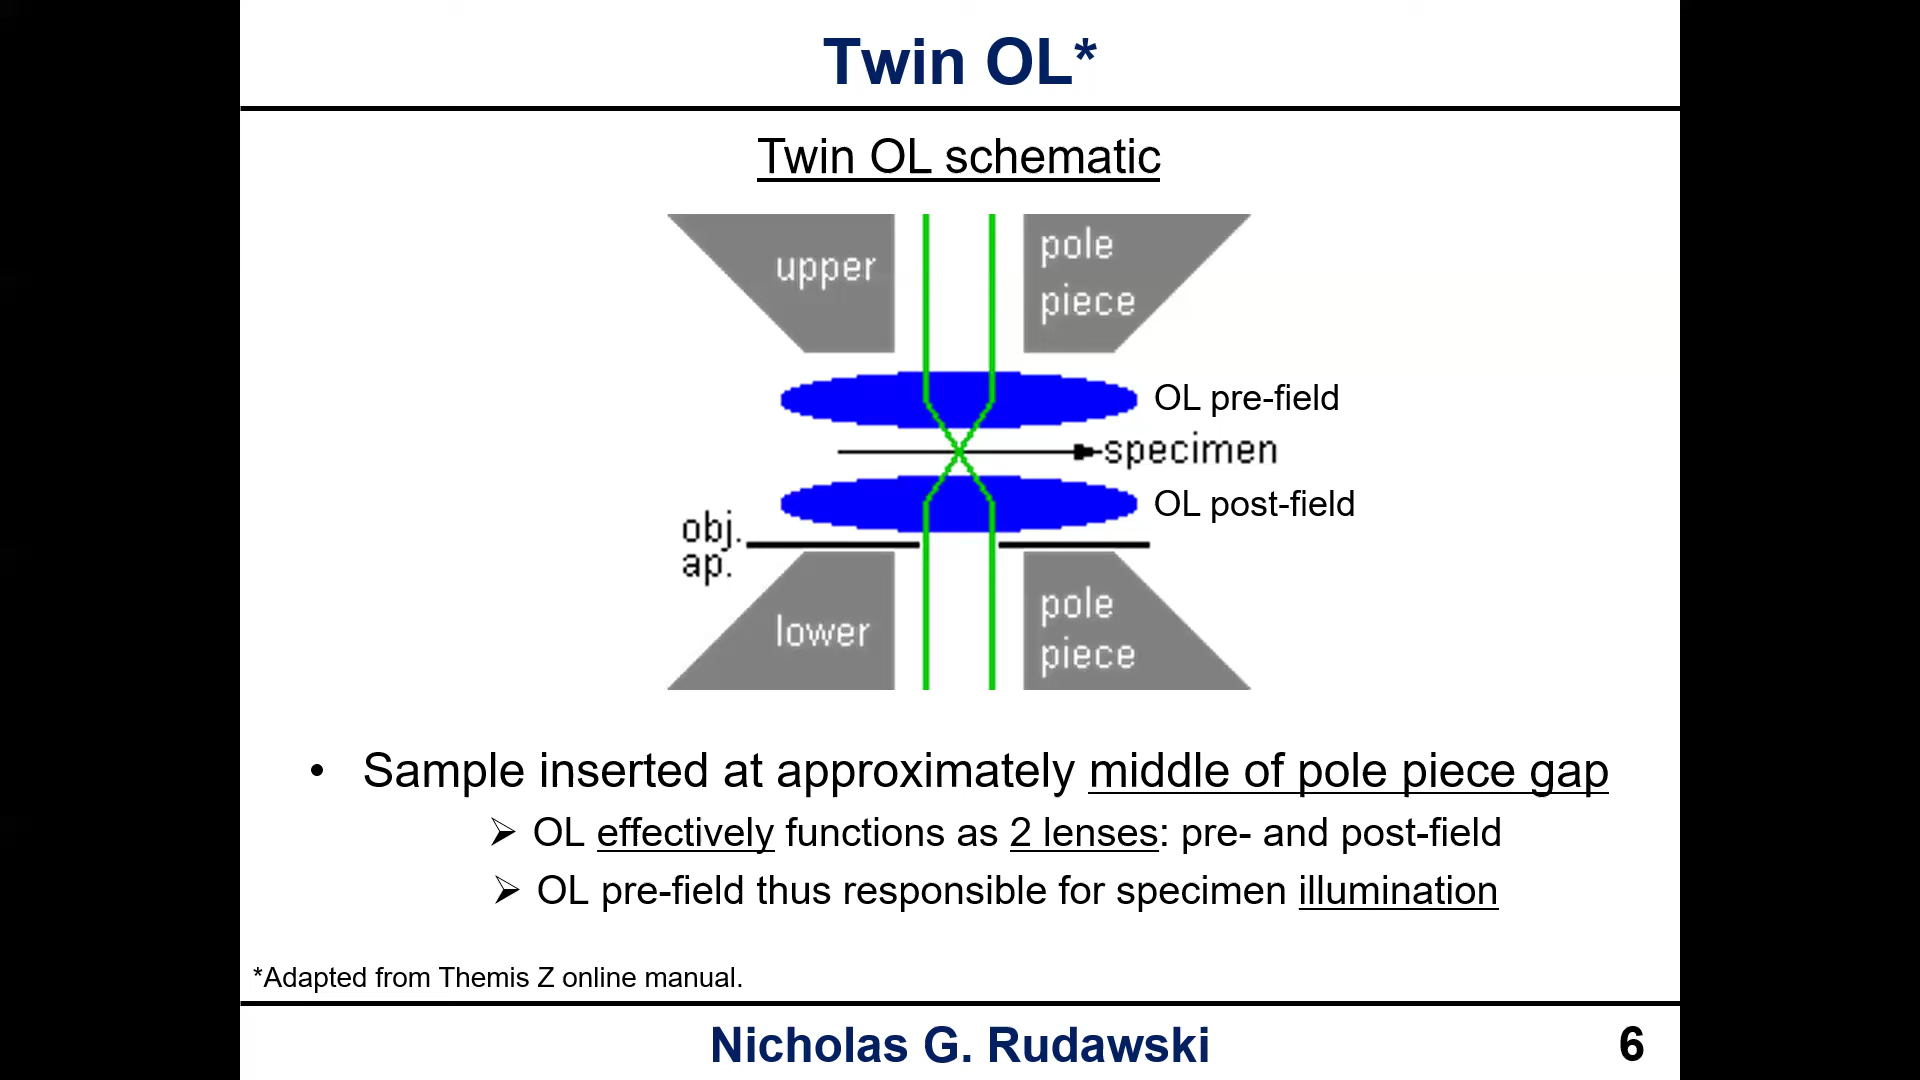 Twin OL*
Twin OL schematic
upper
pole
piece
OL pre-field
specimen
OL post-field
obj.
ap.
lower
pole
piece
• Sample inserted at approximately middle of pole piece gap
➢ OL effectively functions as 2 lenses: pre- and post-field
➢ OL pre-field thus responsible for specimen illumination
*Adapted from Themis Z online manual.
Nicholas G. Rudawski
6